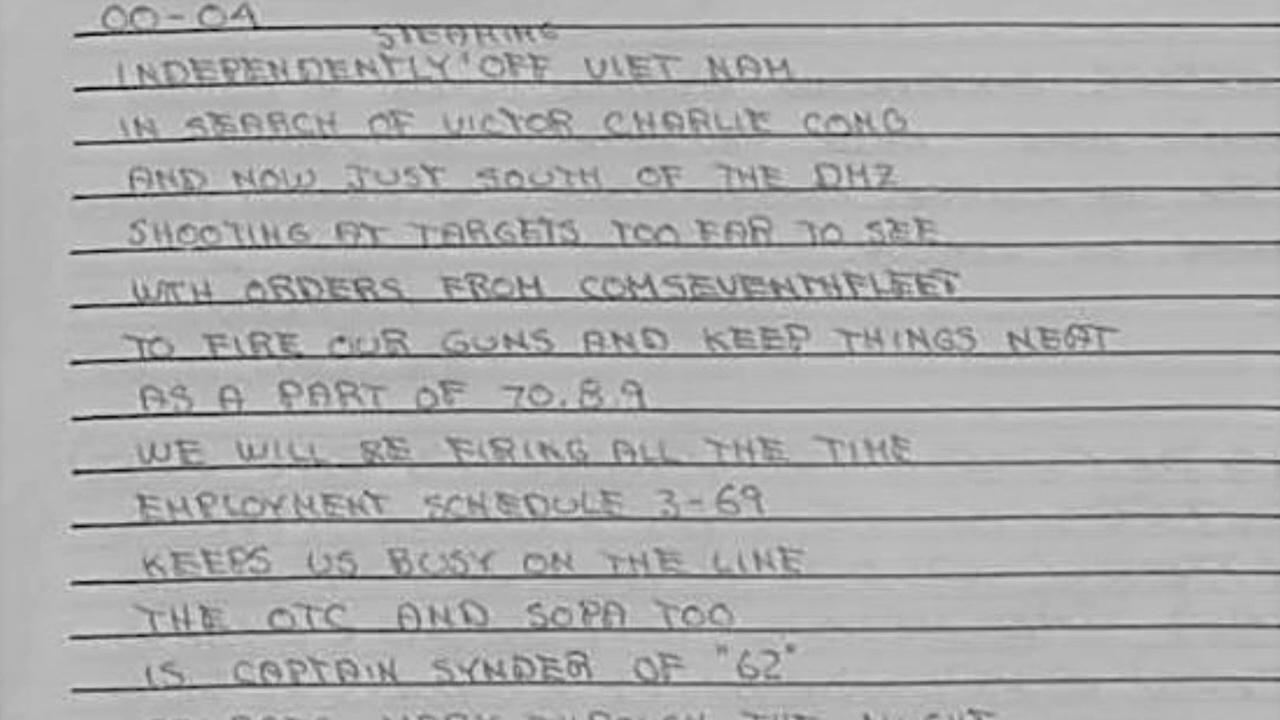 00-04
STEAMING
INDEPENDENTLY OFF VIET NAM
IN SEARCH OF VICTOR CHARLIE CONG
AND NOW JUST SOUTH OF THE DMZ
SHOOTING AT TARGETS TOO FAR TO SEE
WITH ORDERS FROM COMSEVENTHFLEET
TO FIRE OUR GUNS AND KEEP THINGS NEAT
AS A PART OF 70.8.9
WE WILL BE FIRING ALL THE TIME
EMPLOYMENT SCHEDULE 3-69
KEEPS US BUSY ON THE LINE
THE OTC AND SOPA TOO
IS CAPTAIN SYNDER OF "62"
THROUGH THE NIGHT